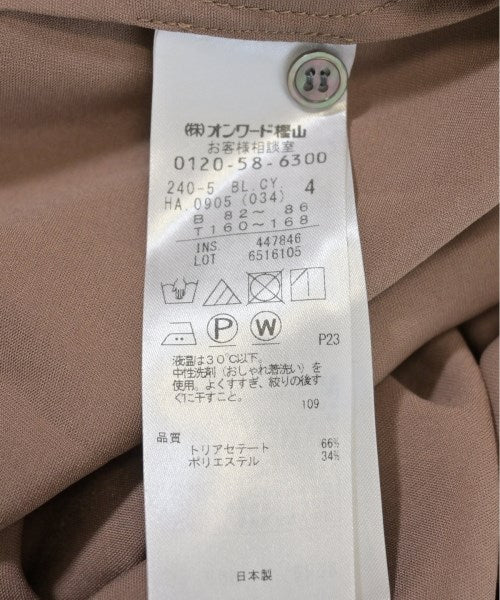 (株)オンワード樫山
お客様相談室
0120-58-6300
240-5 BL.CY. 4
HA.0905 (034)
B 82〜 86
T 160〜168
INS. 447846
LOT 6516105
P W P23
液温は30℃以下。
中性洗剤(おしゃれ着洗い)を
使用。よくすすぎ、絞りの後す
ぐに干すこと。
109
品質
トリアセテート 66%
ポリエステル 34%
日本製